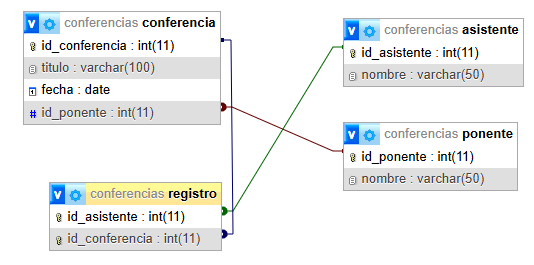 conferencias conferencia
id_conferencia : int(11)
titulo : varchar(100)
fecha : date
id_ponente : int(11)
conferencias asistente
id_asistente : int(11)
nombre : varchar(50)
conferencias ponente
id_ponente : int(11)
nombre : varchar(50)
conferencias registro
id_asistente : int(11)
id_conferencia : int(11)